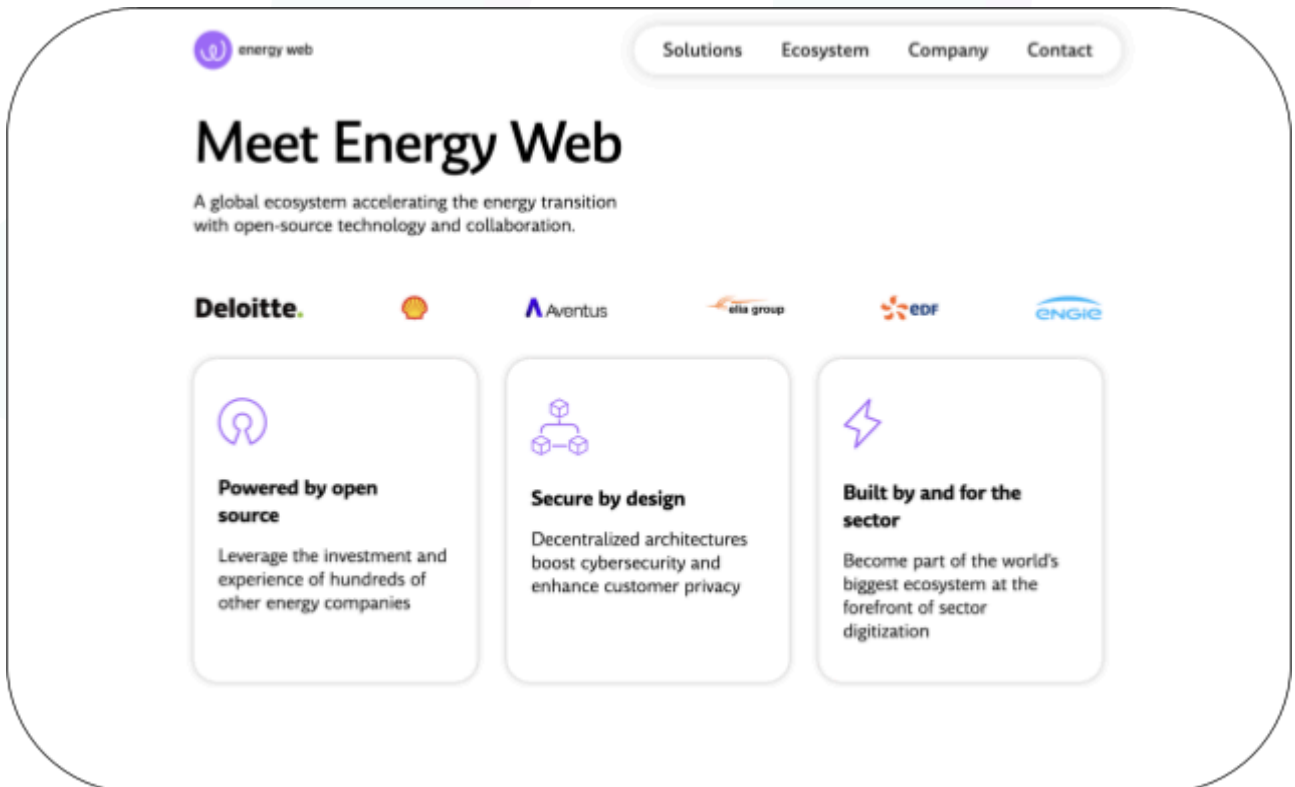 energy web
Solutions Ecosystem Company Contact
Meet Energy Web
A global ecosystem accelerating the energy transition
with open-source technology and collaboration.
Deloitte. Aventus elia group eDF enGie
Powered by open
source
Leverage the investment and
experience of hundreds of
other energy companies
Secure by design
Decentralized architectures
boost cybersecurity and
enhance customer privacy
Built by and for the
sector
Become part of the world's
biggest ecosystem at the
forefront of sector
digitization